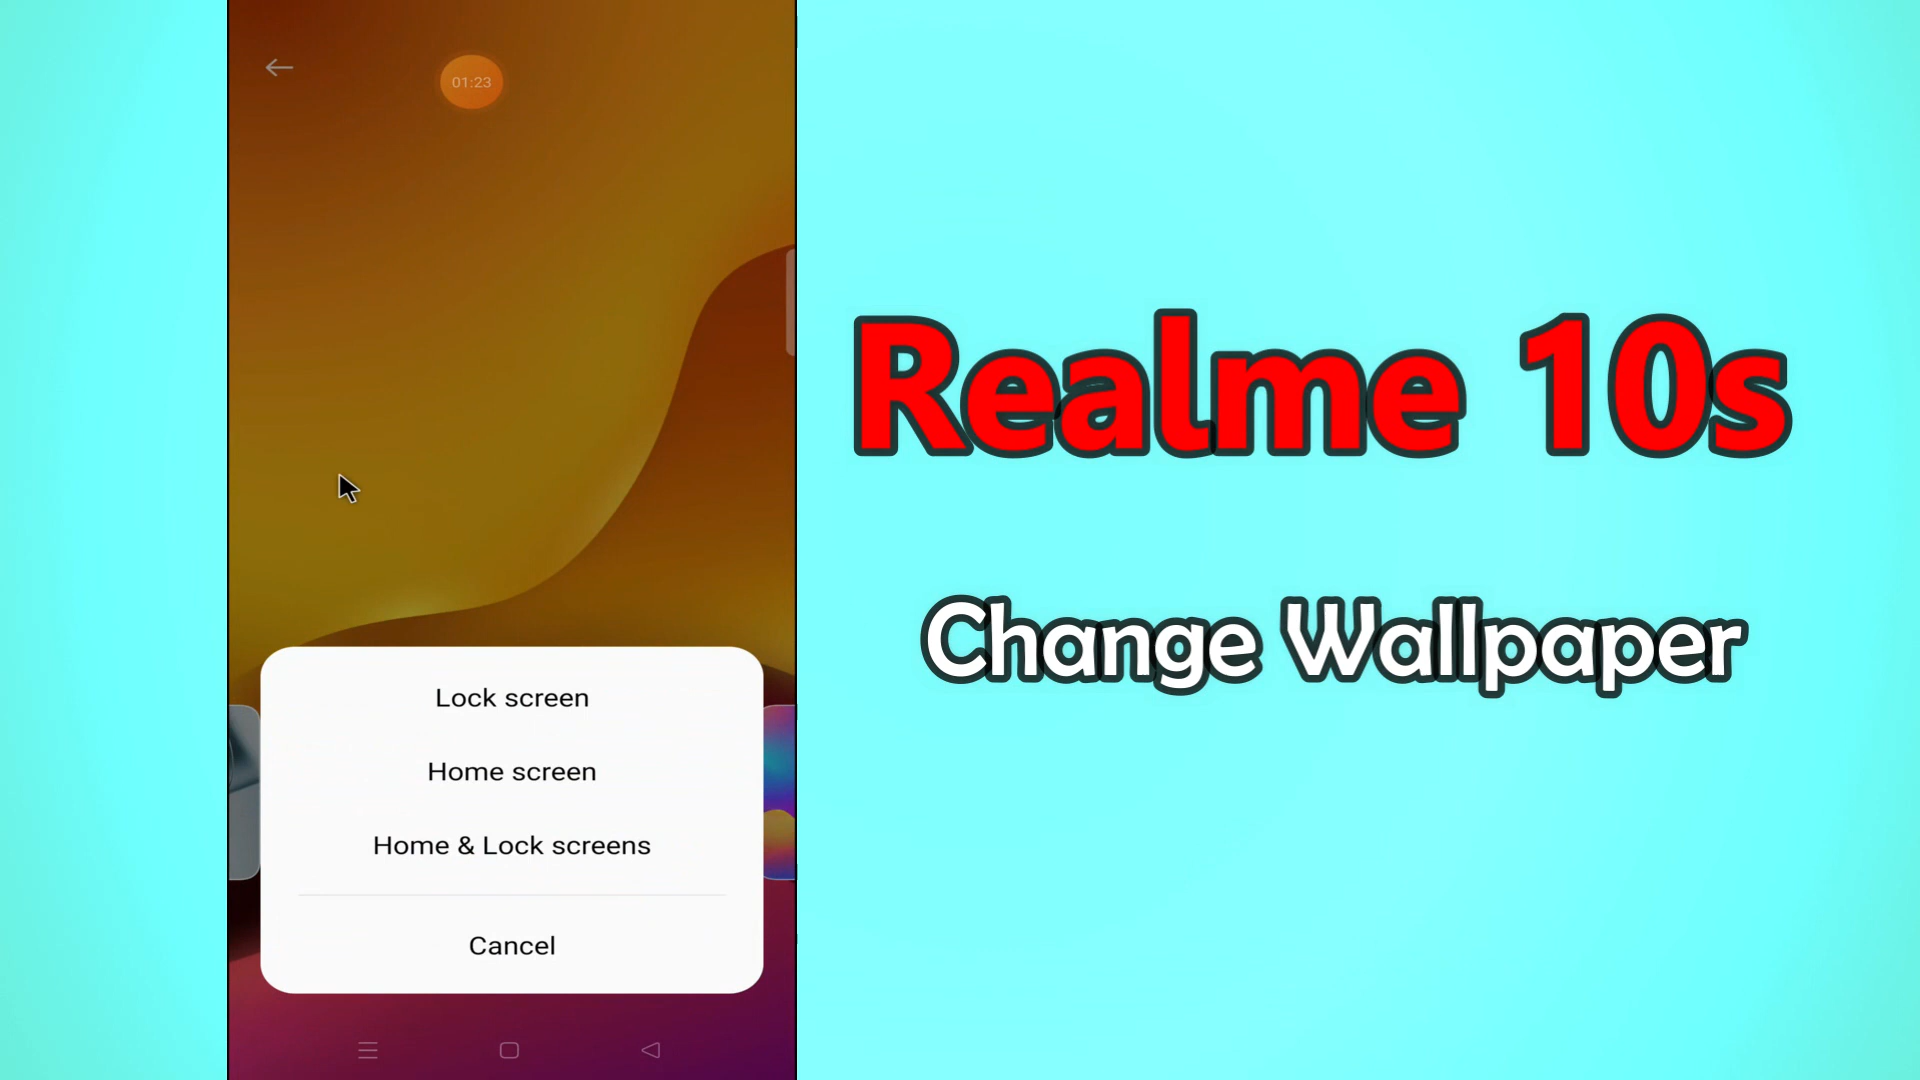 01:23
Lock screen
Home screen
Home & Lock screens
Cancel
Realme 10s
Change Wallpaper